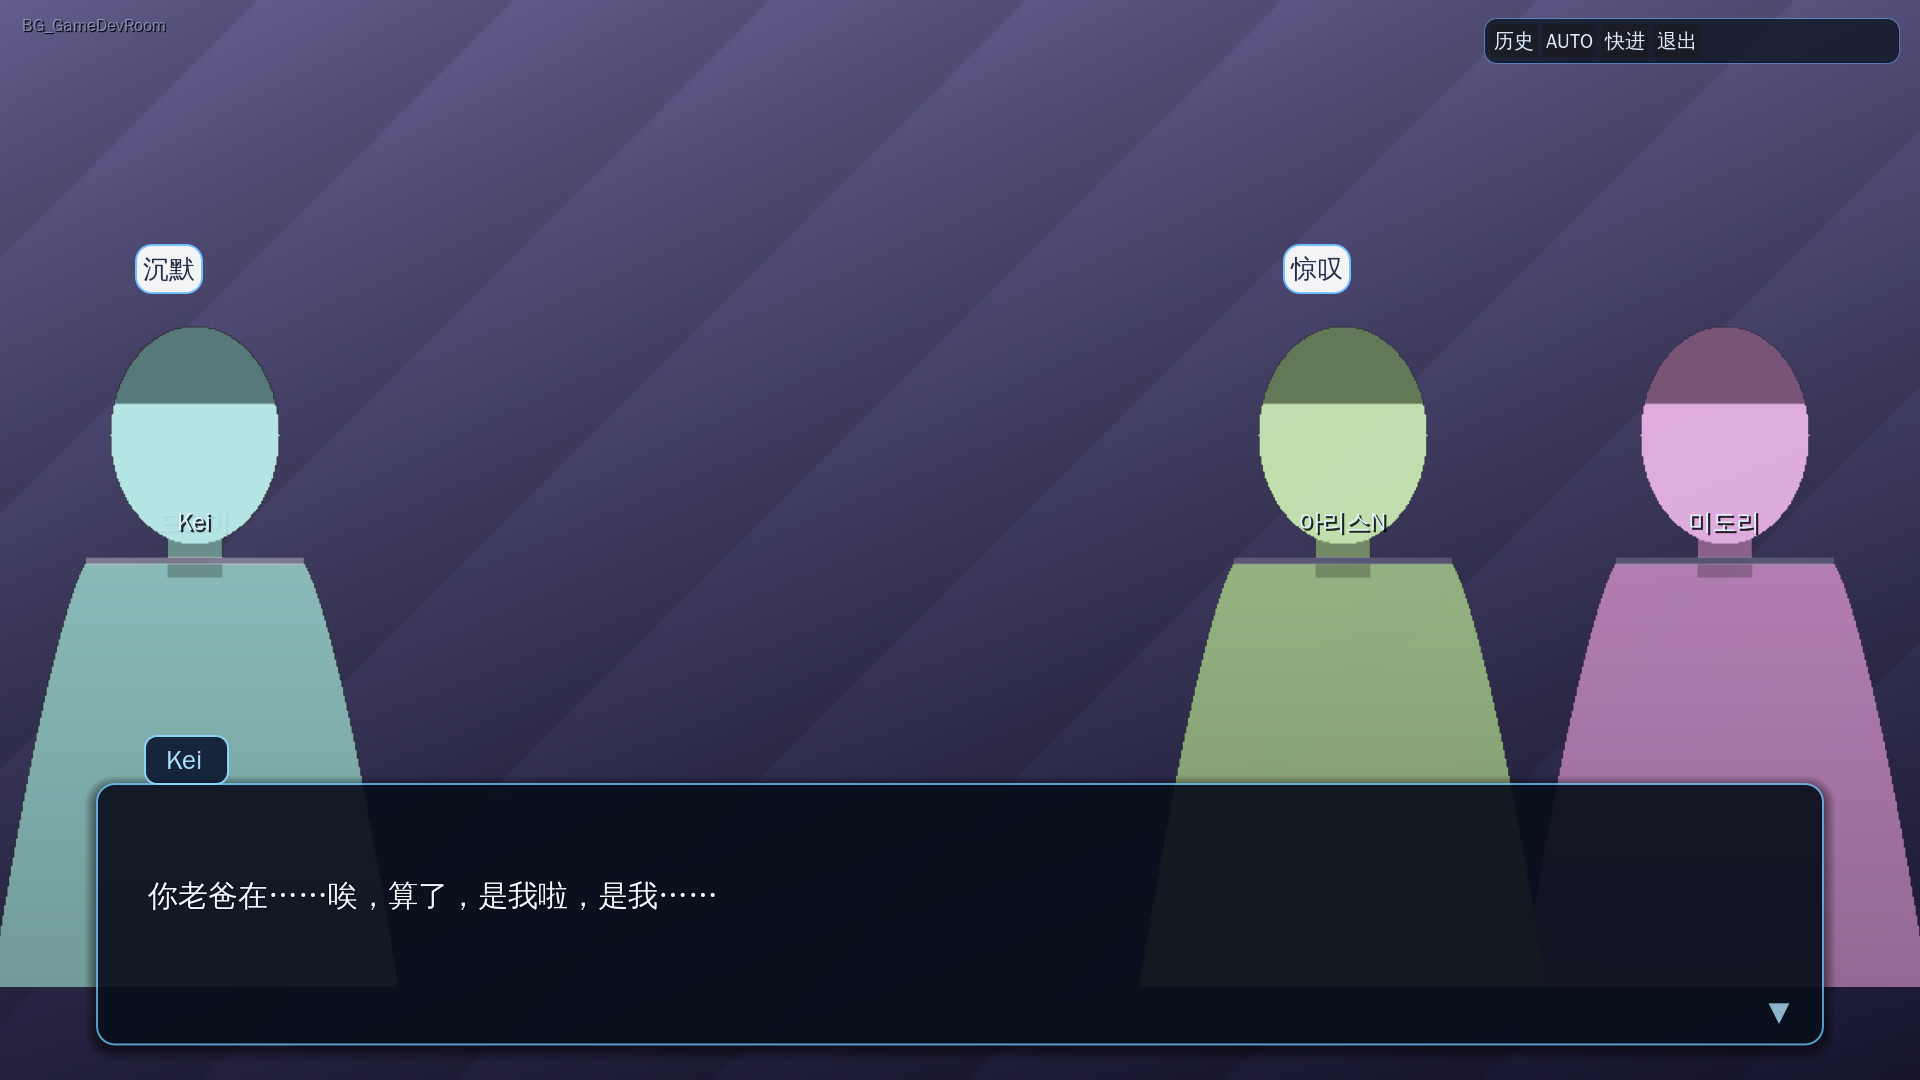 BG_GameDevRoom
历史 AUTO 快进 退出
沉默
惊叹
Kei
아리스N
미도리
Kei
你老爸在……唉，算了，是我啦，是我……
▼